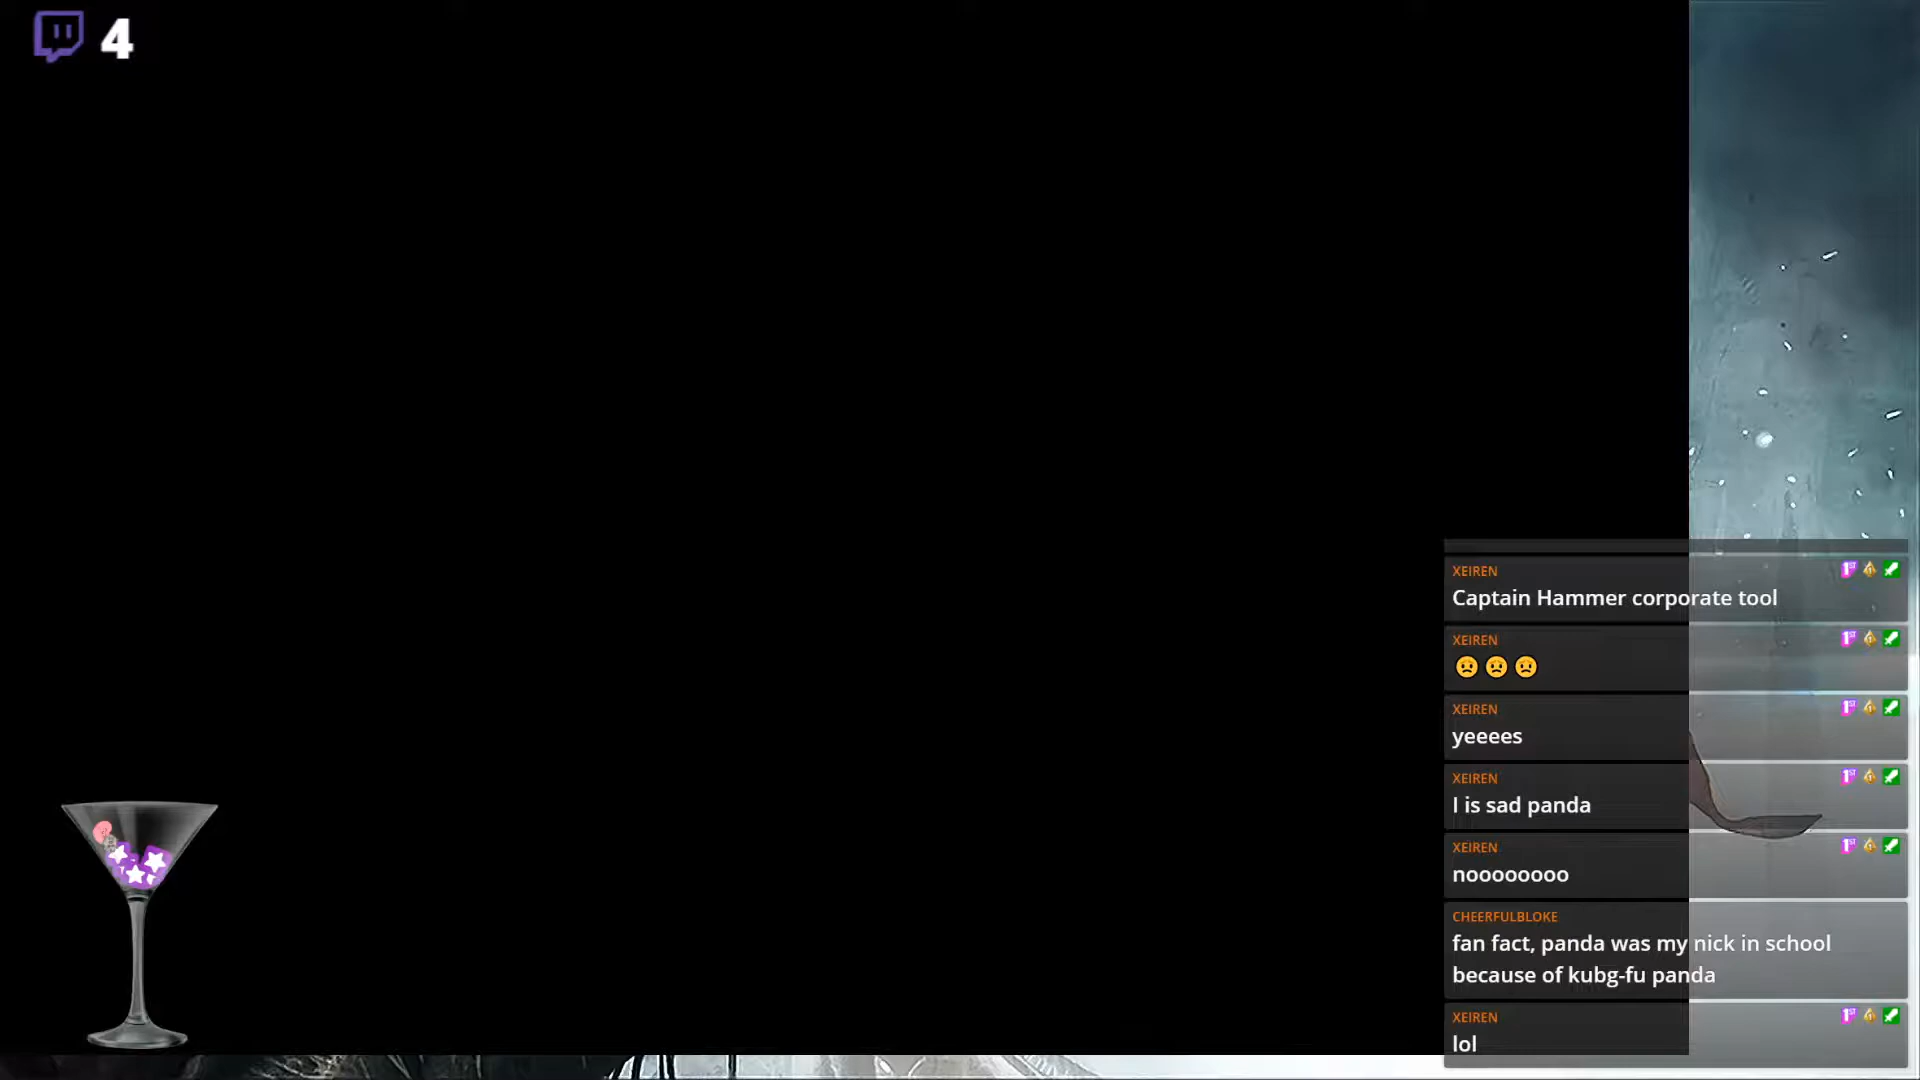 4
XEIREN
Captain Hammer corporate tool
XEIREN
😟😟😟
XEIREN
yeeees
XEIREN
I is sad panda
XEIREN
noooooooo
CHEERFULBLOKE
fan fact, panda was my nick in school
because of kubg-fu panda
XEIREN
lol